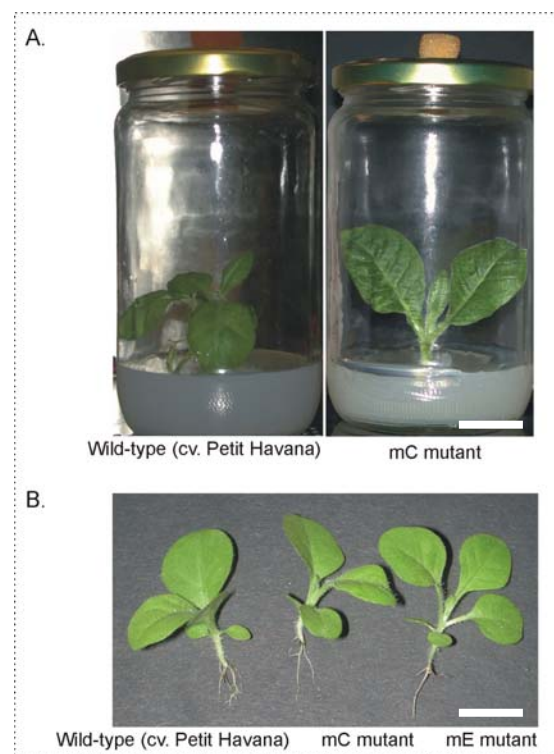 A.
Wild-type (cv. Petit Havana) mC mutant
B.
Wild-type (cv. Petit Havana) mC mutant mE mutant